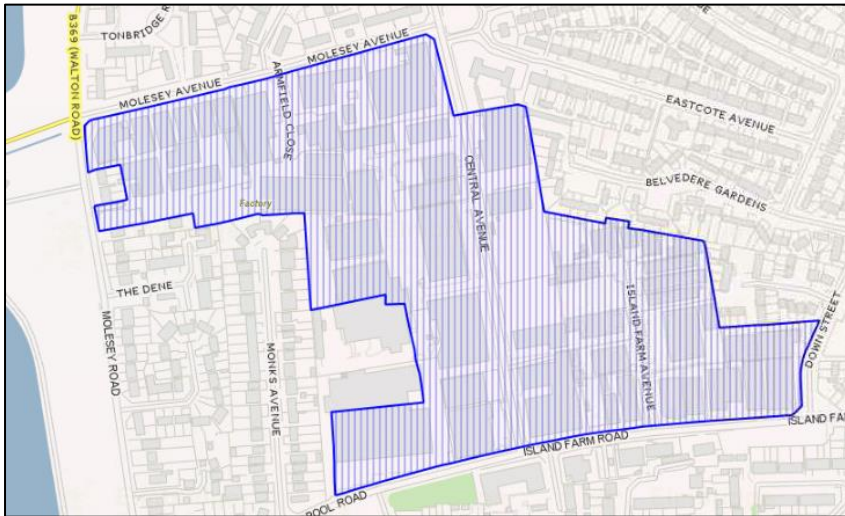 B369 (WALTON ROAD)
TONBRIDGE R
MOLESEY AVENUE
MOLESEY AVENUE
ARMFIELD CLOSE
EASTCOTE AVENUE
CENTRAL AVENUE
BELVEDERE GARDENS
Factory
THE DENE
MOLESEY ROAD
MONKS AVENUE
ISLAND FARM AVENUE
DOWN STREET
ISLAND FARM ROAD
ISLAND FA
POOL ROAD